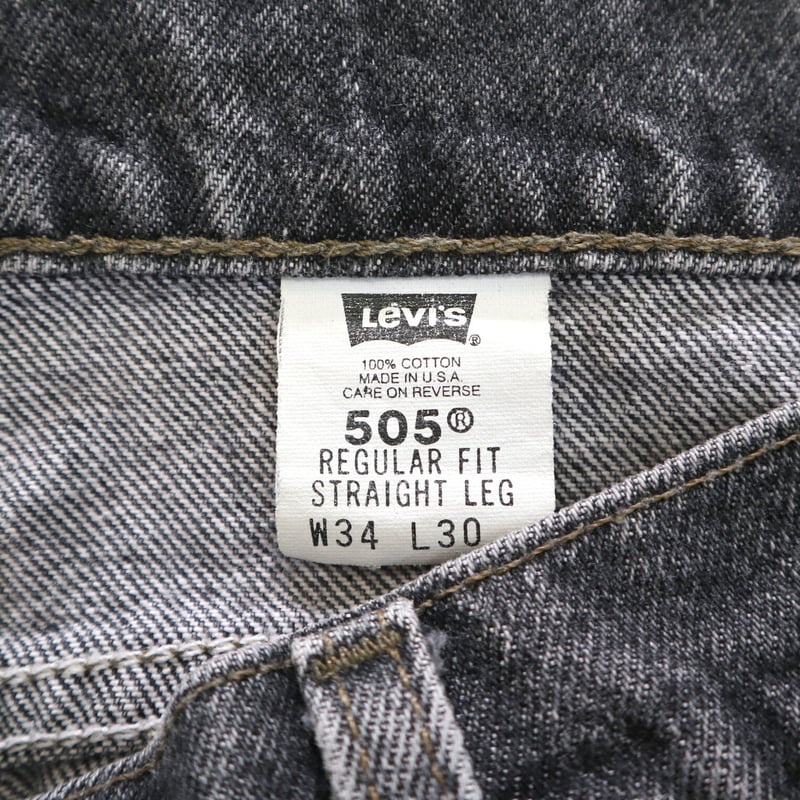 Levi's®
100% COTTON
MADE IN U.S.A.
CARE ON REVERSE
505®
REGULAR FIT
STRAIGHT LEG
W34 L30